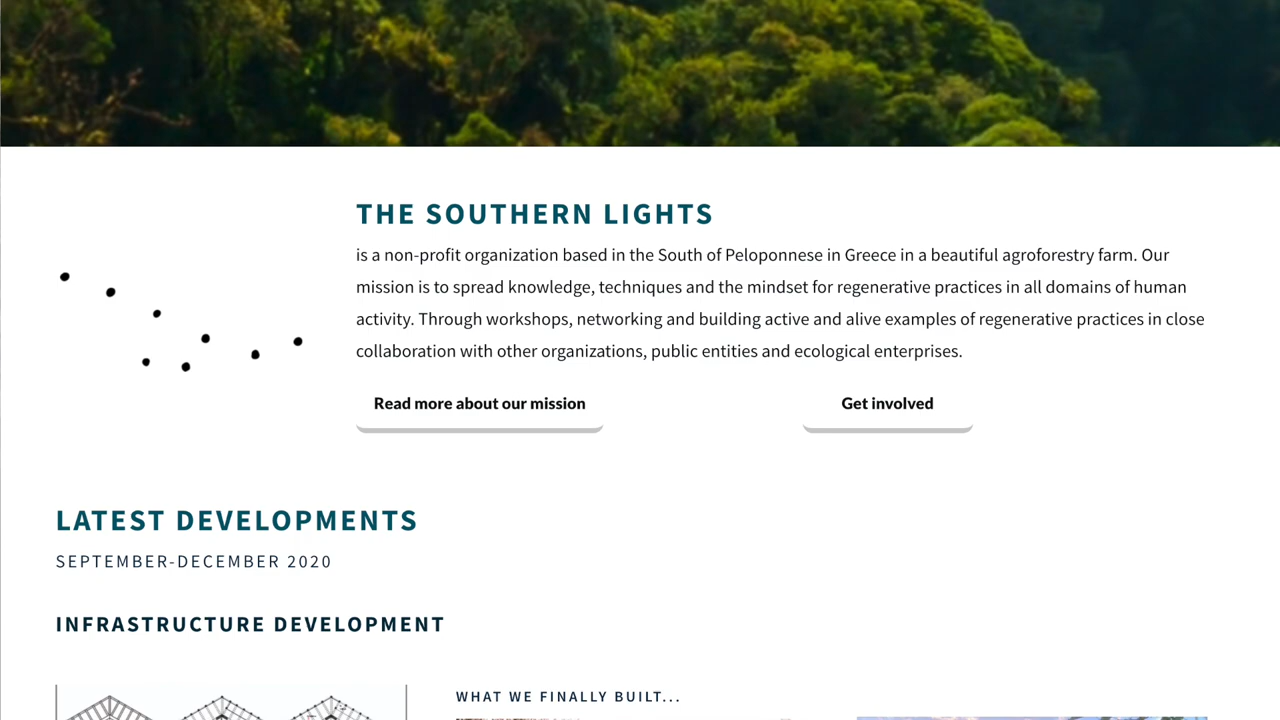 THE SOUTHERN LIGHTS
is a non-profit organization based in the South of Peloponnese in Greece in a beautiful agroforestry farm. Our
mission is to spread knowledge, techniques and the mindset for regenerative practices in all domains of human
activity. Through workshops, networking and building active and alive examples of regenerative practices in close
collaboration with other organizations, public entities and ecological enterprises.
Read more about our mission
Get involved
LATEST DEVELOPMENTS
SEPTEMBER-DECEMBER 2020
INFRASTRUCTURE DEVELOPMENT
WHAT WE FINALLY BUILT...